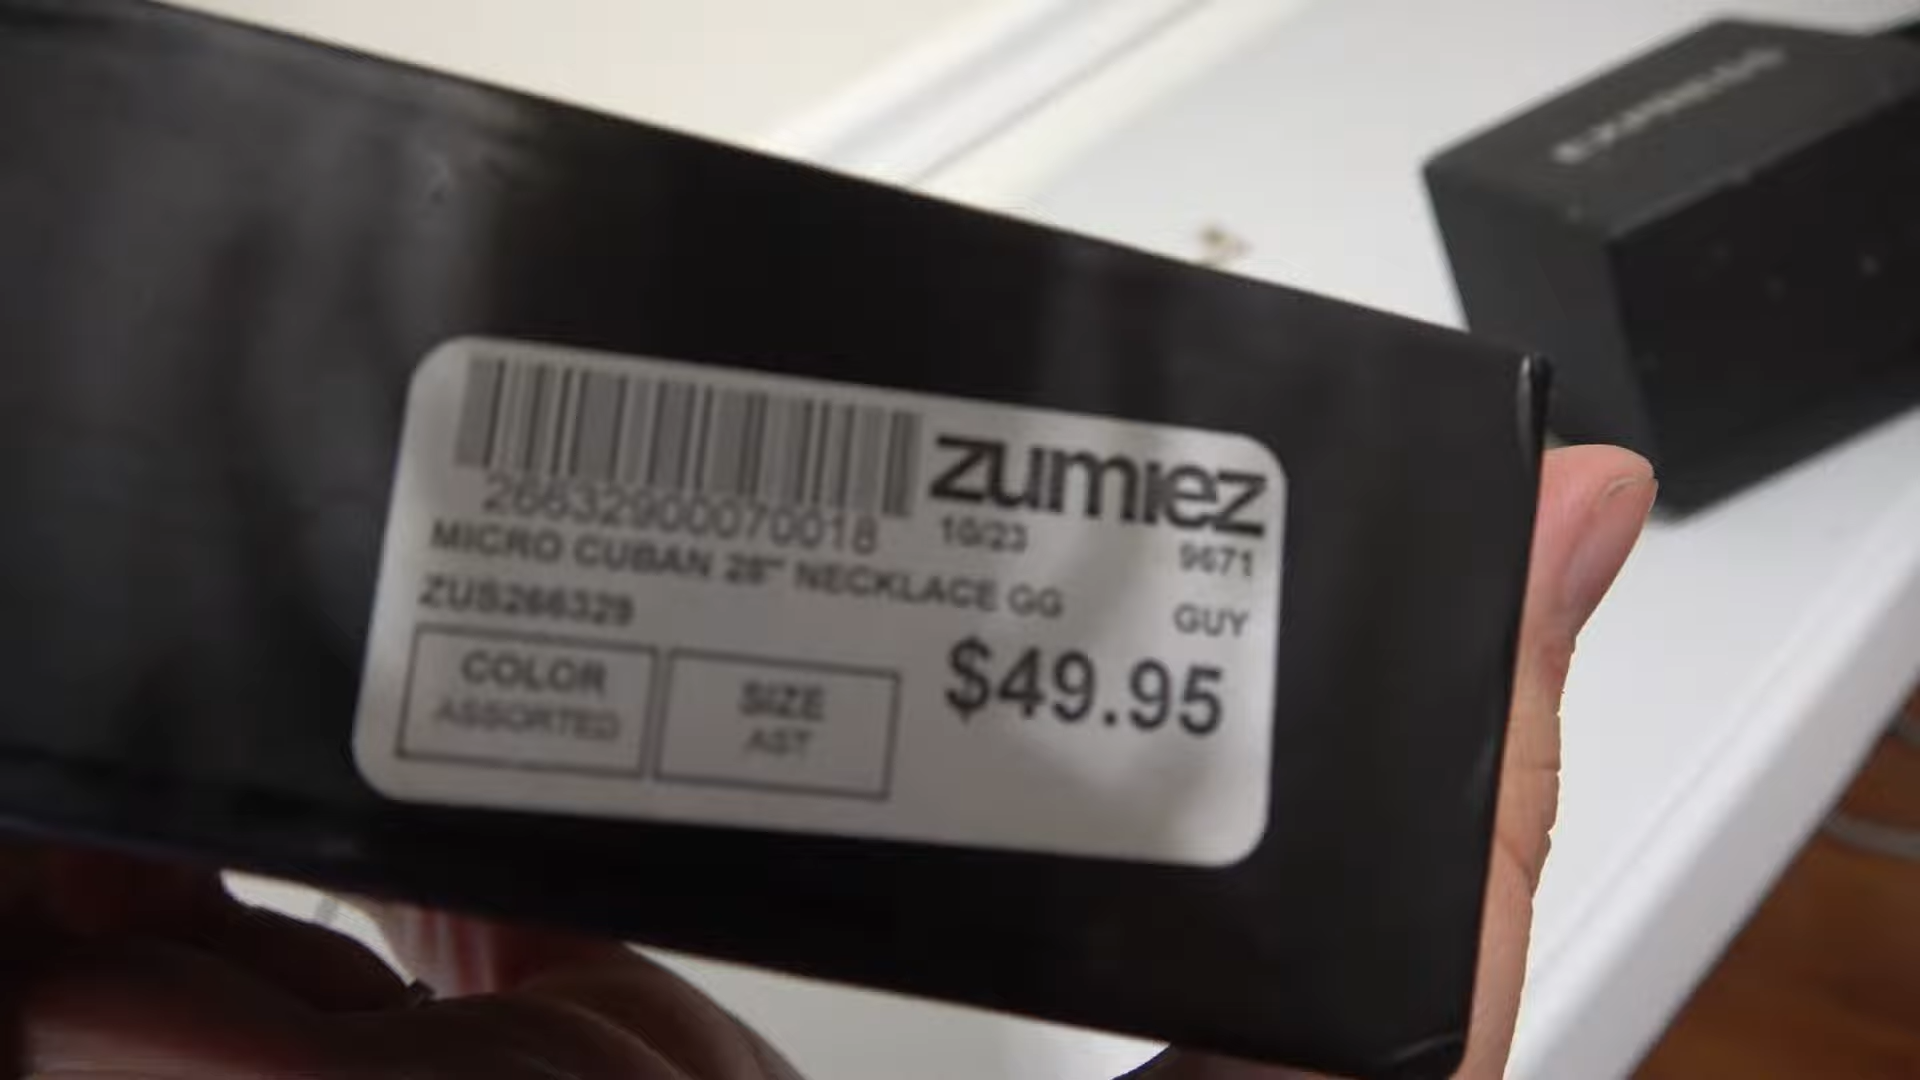 zumiez
26632900070018
10/23
9671
MICRO CUBAN 28" NECKLACE GG
ZUS266329
GUY
COLOR
ASSORTED
SIZE
AST
$49.95